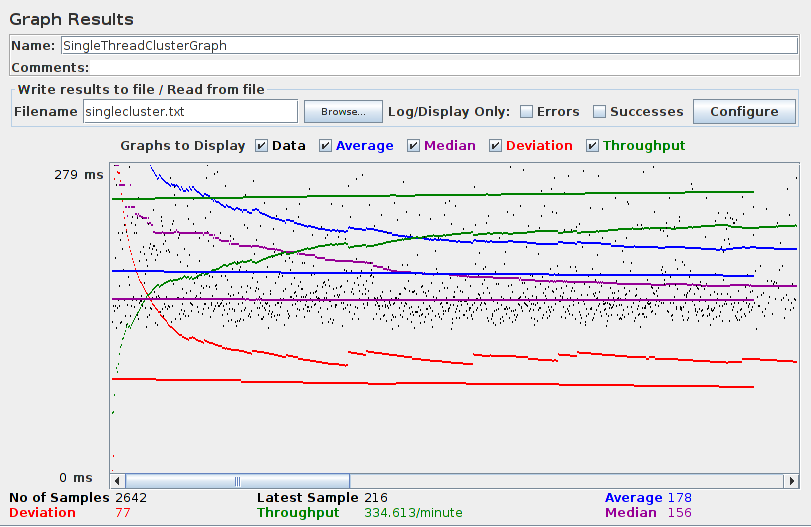 Graph Results
Name: SingleThreadClusterGraph
Comments:
Write results to file / Read from file
Filename singlecluster.txt Browse... Log/Display Only: Errors Successes Configure
Graphs to Display Data Average Median Deviation Throughput
279 ms
0 ms
No of Samples 2642 Latest Sample 216 Average 178
Deviation 77 Throughput 334.613/minute Median 156